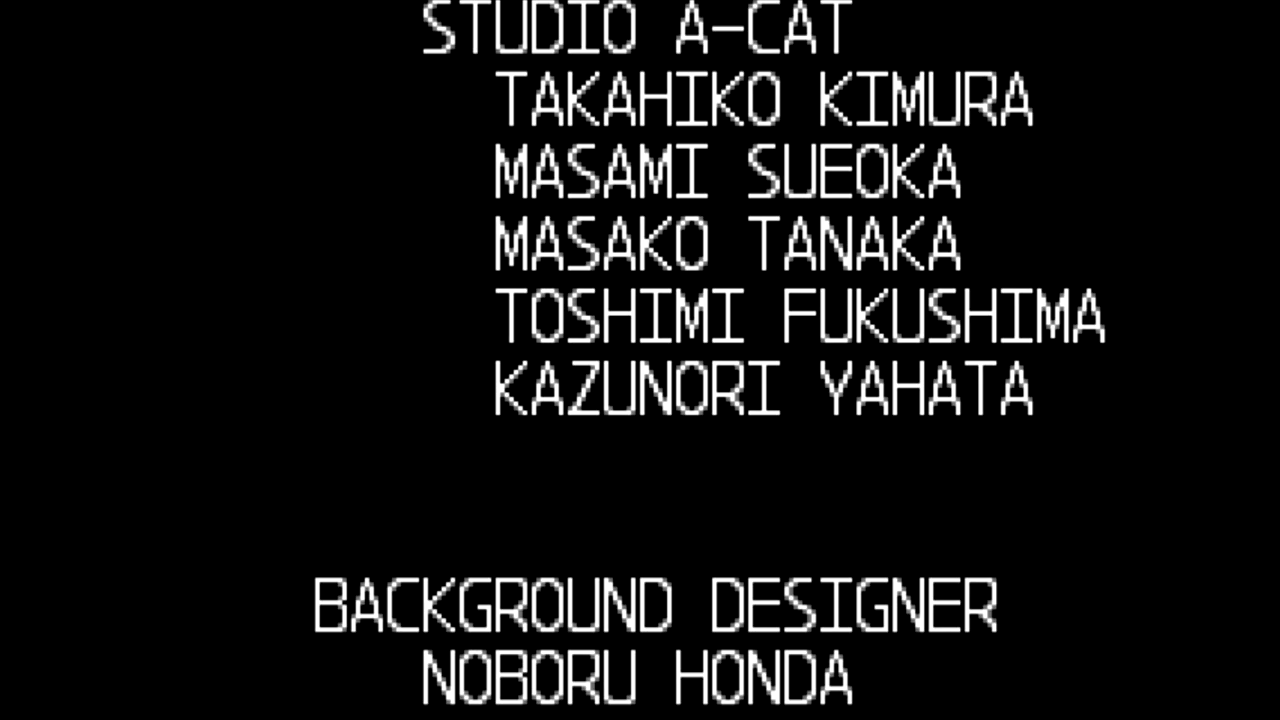 STUDIO A-CAT
TAKAHIKO KIMURA
MASAMI SUEOKA
MASAKO TANAKA
TOSHIMI FUKUSHIMA
KAZUNORI YAHATA
BACKGROUND DESIGNER
NOBORU HONDA